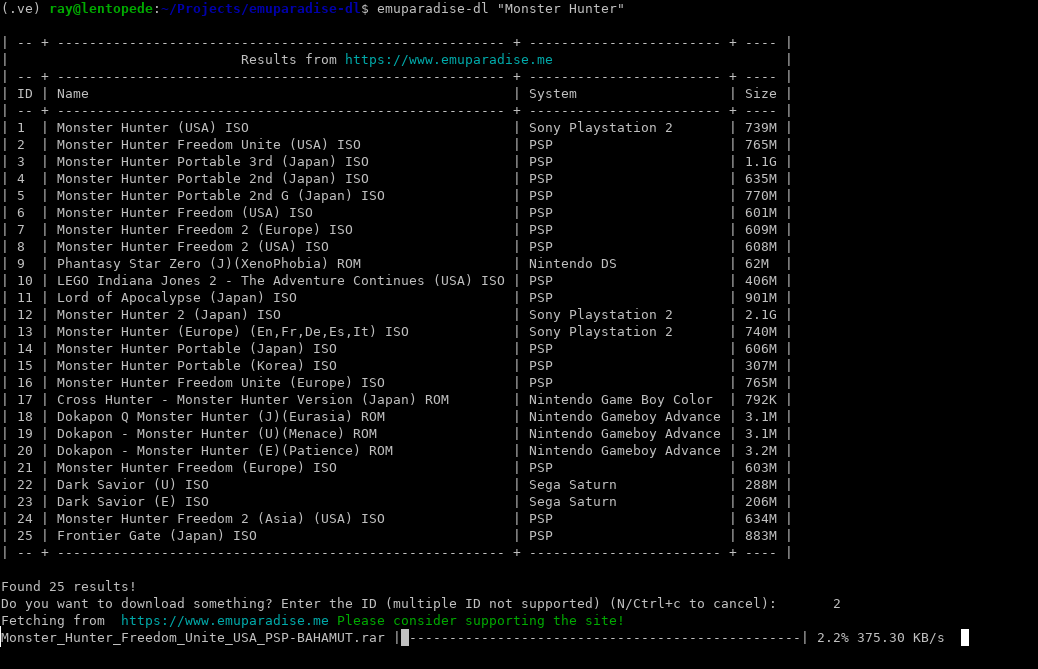 (.ve) ray@lentopede:~/Projects/emuparadise-dl$ emuparadise-dl "Monster Hunter"
| -- + -------------------------------------------------------- + ------------------------ + ---- |
|                             Results from https://www.emuparadise.me                              |
| -- + -------------------------------------------------------- + ------------------------ + ---- |
| ID | Name                                                     | System                   | Size |
| -- + -------------------------------------------------------- + ------------------------ + ---- |
| 1  | Monster Hunter (USA) ISO                                 | Sony Playstation 2       | 739M |
| 2  | Monster Hunter Freedom Unite (USA) ISO                   | PSP                      | 765M |
| 3  | Monster Hunter Portable 3rd (Japan) ISO                  | PSP                      | 1.1G |
| 4  | Monster Hunter Portable 2nd (Japan) ISO                  | PSP                      | 635M |
| 5  | Monster Hunter Portable 2nd G (Japan) ISO                | PSP                      | 770M |
| 6  | Monster Hunter Freedom (USA) ISO                         | PSP                      | 601M |
| 7  | Monster Hunter Freedom 2 (Europe) ISO                    | PSP                      | 609M |
| 8  | Monster Hunter Freedom 2 (USA) ISO                       | PSP                      | 608M |
| 9  | Phantasy Star Zero (J)(XenoPhobia) ROM                   | Nintendo DS              | 62M  |
| 10 | LEGO Indiana Jones 2 - The Adventure Continues (USA) ISO | PSP                      | 406M |
| 11 | Lord of Apocalypse (Japan) ISO                           | PSP                      | 901M |
| 12 | Monster Hunter 2 (Japan) ISO                             | Sony Playstation 2       | 2.1G |
| 13 | Monster Hunter (Europe) (En,Fr,De,Es,It) ISO             | Sony Playstation 2       | 740M |
| 14 | Monster Hunter Portable (Japan) ISO                      | PSP                      | 606M |
| 15 | Monster Hunter Portable (Korea) ISO                      | PSP                      | 307M |
| 16 | Monster Hunter Freedom Unite (Europe) ISO                | PSP                      | 765M |
| 17 | Cross Hunter - Monster Hunter Version (Japan) ROM        | Nintendo Game Boy Color  | 792K |
| 18 | Dokapon Q Monster Hunter (J)(Eurasia) ROM                | Nintendo Gameboy Advance | 3.1M |
| 19 | Dokapon - Monster Hunter (U)(Menace) ROM                 | Nintendo Gameboy Advance | 3.1M |
| 20 | Dokapon - Monster Hunter (E)(Patience) ROM               | Nintendo Gameboy Advance | 3.2M |
| 21 | Monster Hunter Freedom (Europe) ISO                      | PSP                      | 603M |
| 22 | Dark Savior (U) ISO                                      | Sega Saturn              | 288M |
| 23 | Dark Savior (E) ISO                                      | Sega Saturn              | 206M |
| 24 | Monster Hunter Freedom 2 (Asia) (USA) ISO                | PSP                      | 634M |
| 25 | Frontier Gate (Japan) ISO                                | PSP                      | 883M |
| -- + -------------------------------------------------------- + ------------------------ + ---- |
Found 25 results!
Do you want to download something? Enter the ID (multiple ID not supported) (N/Ctrl+c to cancel):       2
Fetching from  https://www.emuparadise.me Please consider supporting the site!
Monster_Hunter_Freedom_Unite_USA_PSP-BAHAMUT.rar |█-------------------------------------------------| 2.2% 375.30 KB/s